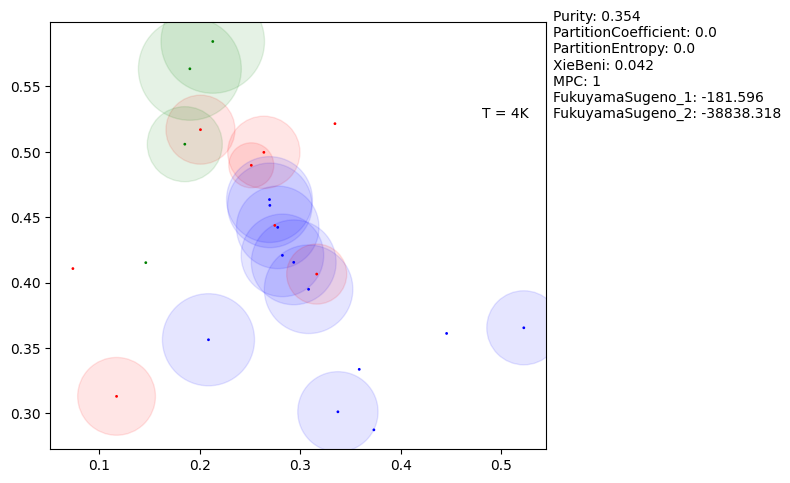 Purity: 0.354
PartitionCoefficient: 0.0
PartitionEntropy: 0.0
XieBeni: 0.042
MPC: 1
FukuyamaSugeno_1: -181.596
FukuyamaSugeno_2: -38838.318
T = 4K
0.55
0.50
0.45
0.40
0.35
0.30
0.1 0.2 0.3 0.4 0.5